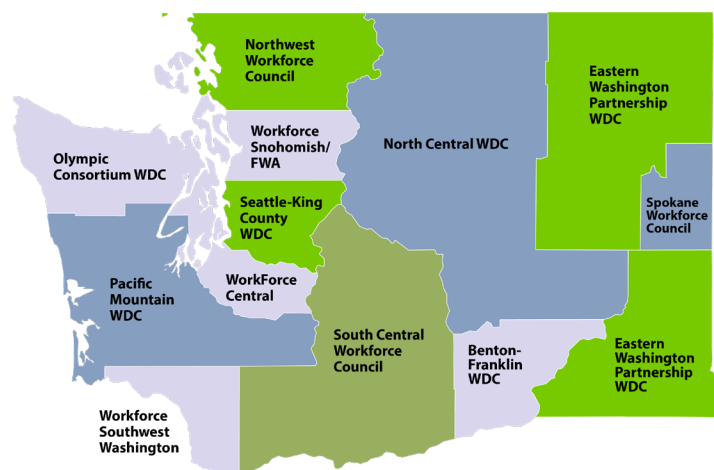 Northwest
Workforce
Council
Eastern
Washington
Partnership
WDC
Workforce
Snohomish/
FWA
North Central WDC
Olympic
Consortium WDC
Seattle-King
County
WDC
Spokane
Workforce
Council
Pacific
Mountain
WDC
WorkForce
Central
South Central
Workforce
Council
Benton-
Franklin
WDC
Eastern
Washington
Partnership
WDC
Workforce
Southwest
Washington